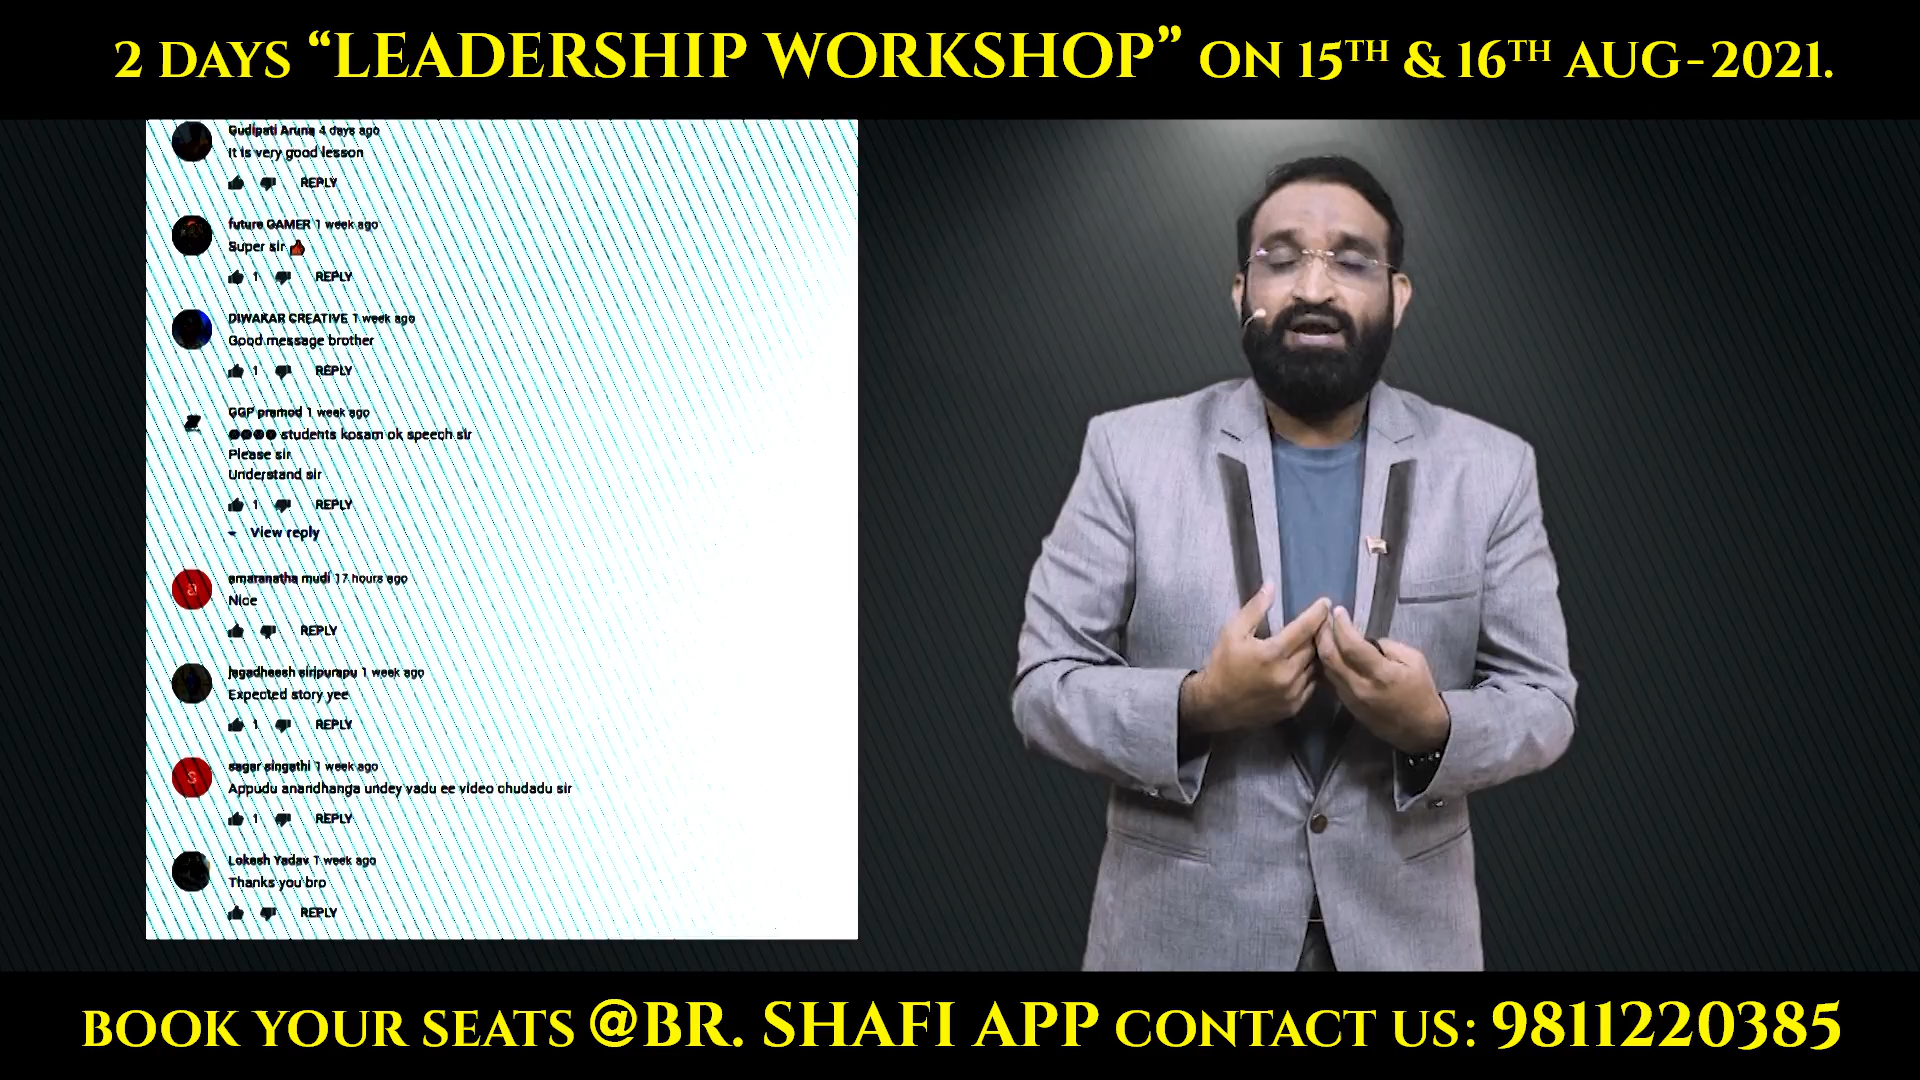 2 DAYS “LEADERSHIP WORKSHOP” ON 15TH & 16TH AUG-2021.
Gudipati Aruna 4 days ago
It is very good lesson
REPLY
future GAMER 1 week ago
Super sir 👍
1 REPLY
DIWAKAR CREATIVE 1 week ago
Good message brother
1 REPLY
GGP pramod 1 week ago
students kosam ok speech sir
Please sir
Understand sir
1 REPLY
View reply
a
amaranatha mudi 17 hours ago
Nice
REPLY
jagadheesh siripurapu 1 week ago
Expected story yee
1 REPLY
s
sagar singathi 1 week ago
Appudu anandhanga undey vadu ee video chudadu sir
1 REPLY
Lokesh Yadav 1 week ago
Thanks you bro
REPLY
BOOK YOUR SEATS @BR. SHAFI APP CONTACT US: 9811220385